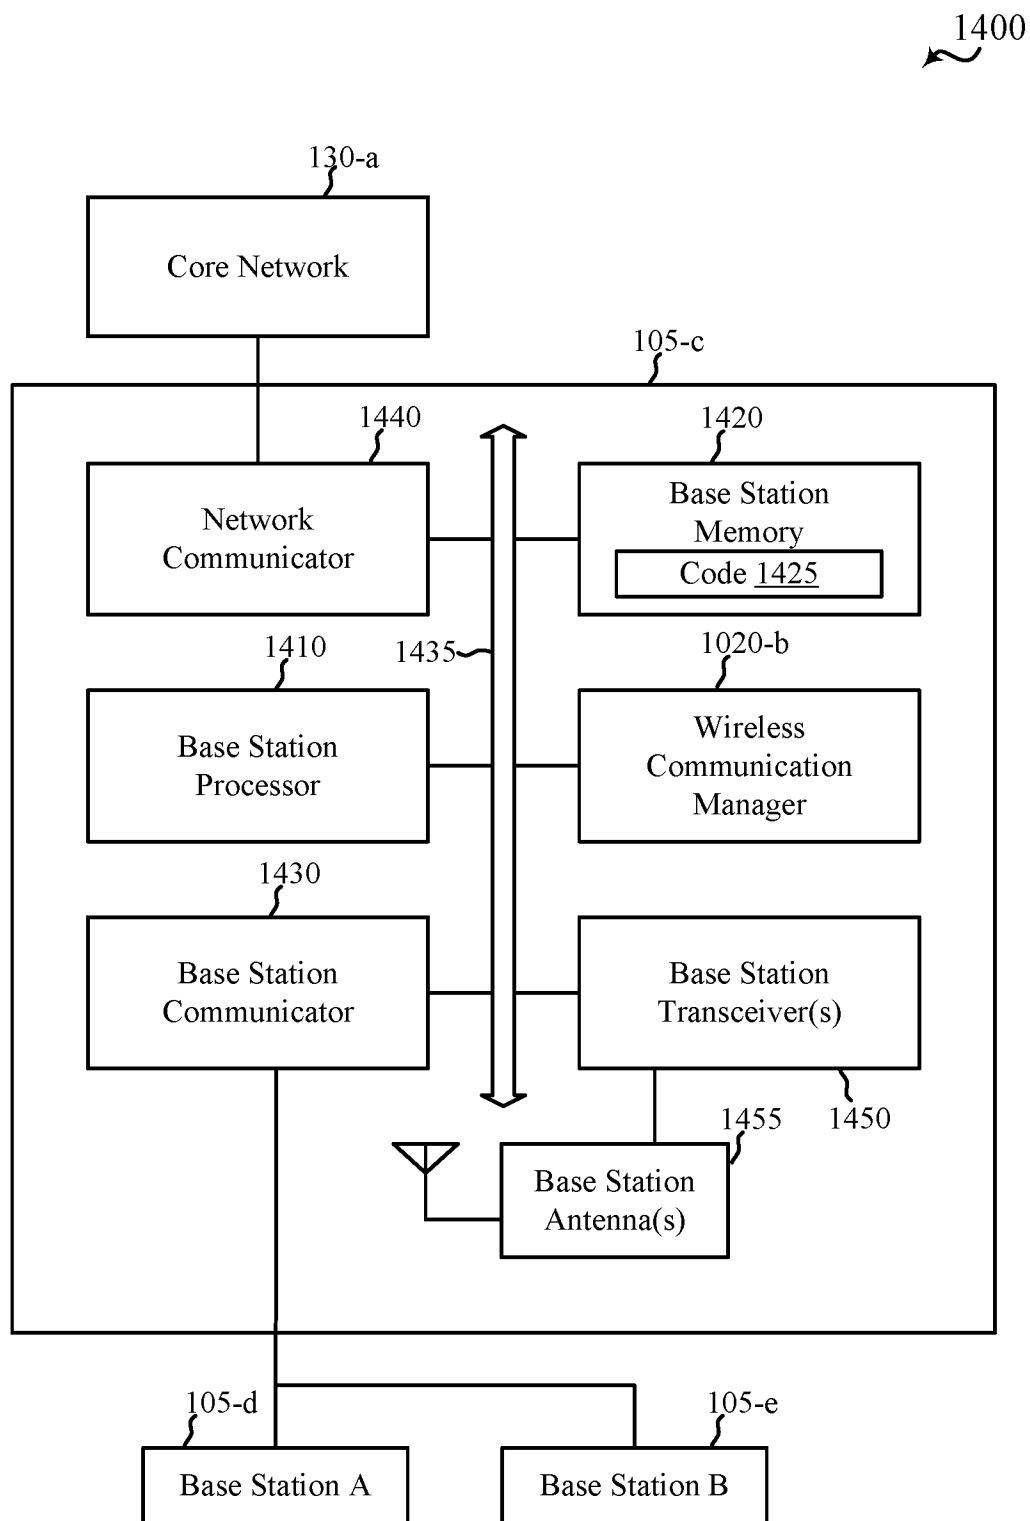 1400
130-a
Core Network
105-c
1440
1420
Network
Communicator
Base Station
Memory
Code 1425
1410
1435
1020-b
Base Station
Processor
Wireless
Communication
Manager
1430
Base Station
Communicator
Base Station
Transceiver(s)
1455
1450
Base Station
Antenna(s)
105-d
105-e
Base Station A
Base Station B